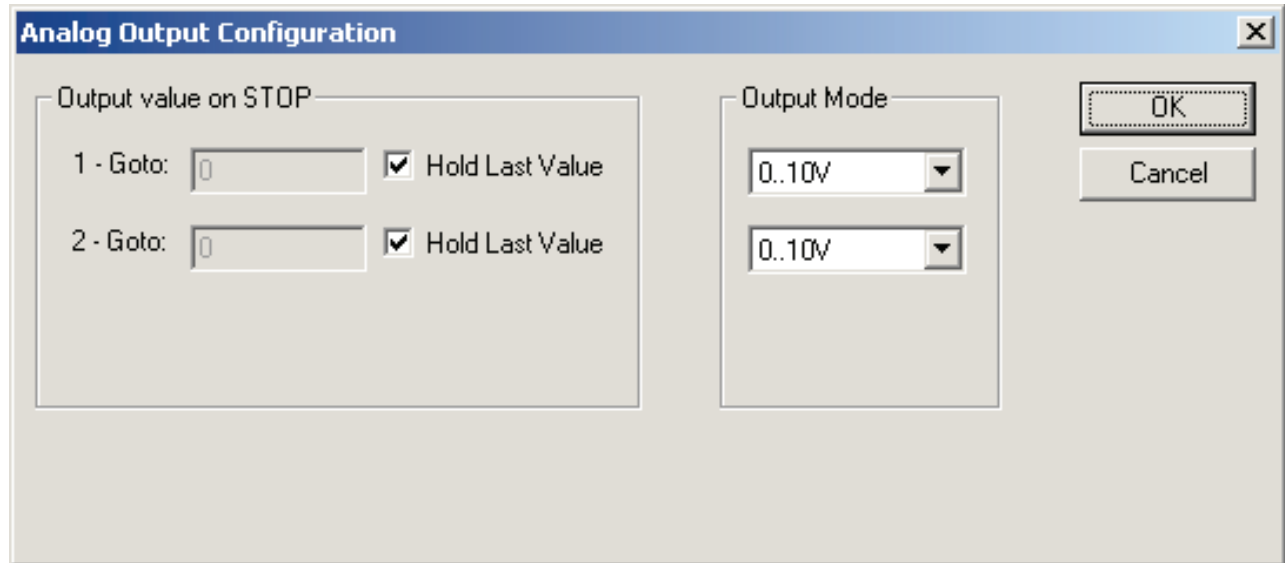 Analog Output Configuration
Output value on STOP
1 - Goto: 0 Hold Last Value
2 - Goto: 0 Hold Last Value
Output Mode
0..10V
0..10V
OK
Cancel